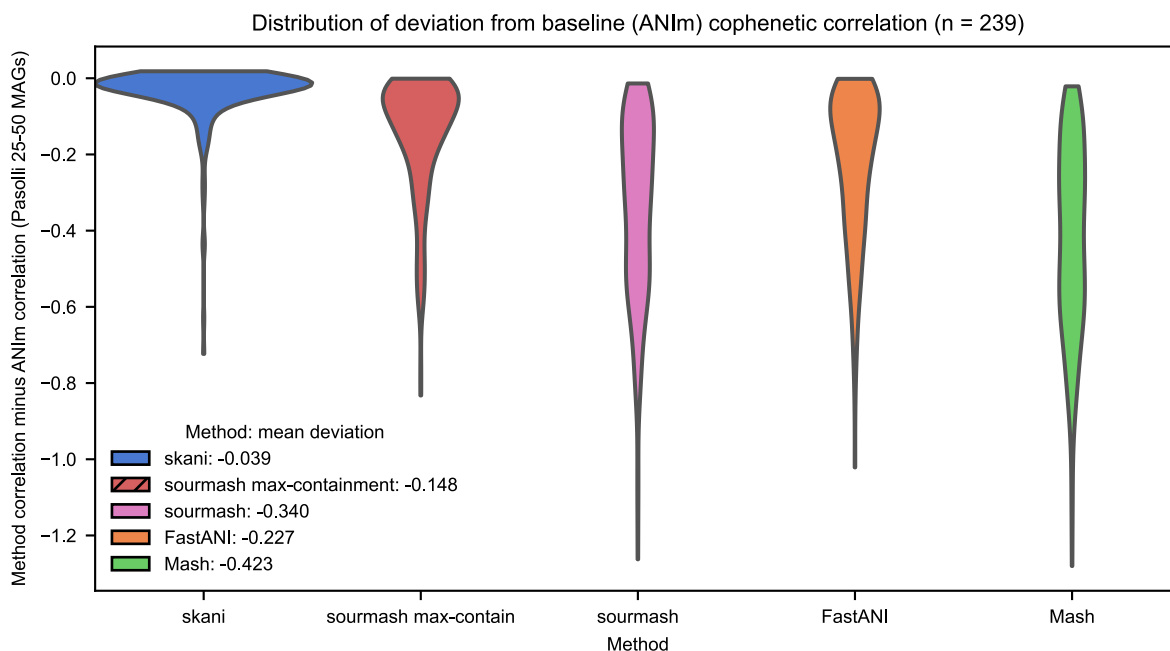 Distribution of deviation from baseline (ANIm) cophenetic correlation (n = 239)
Method correlation minus ANIm correlation (Pasolli 25-50 MAGs)
0.0
−0.2
−0.4
−0.6
−0.8
−1.0
−1.2
Method: mean deviation
skani: -0.039
sourmash max-containment: -0.148
sourmash: -0.340
FastANI: -0.227
Mash: -0.423
skani
sourmash max-contain
sourmash
FastANI
Mash
Method